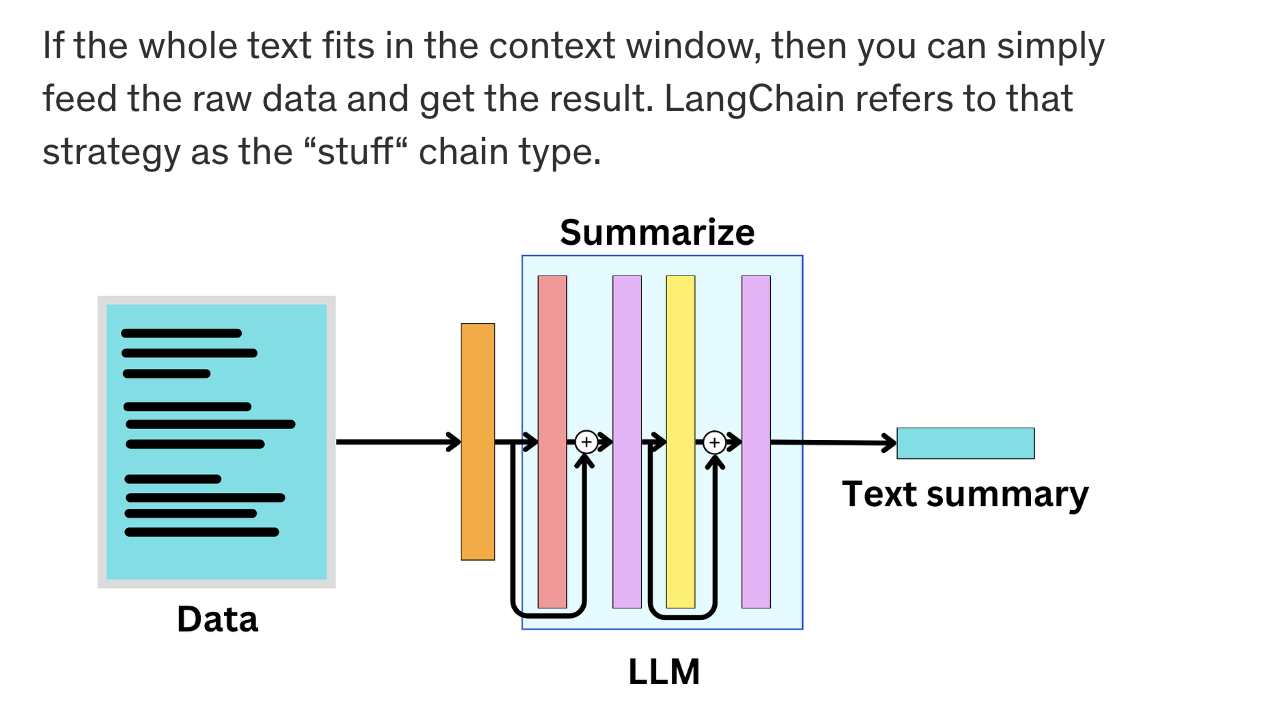 If the whole text fits in the context window, then you can simply
feed the raw data and get the result. LangChain refers to that
strategy as the “stuff“ chain type.
Summarize
Data
LLM
Text summary